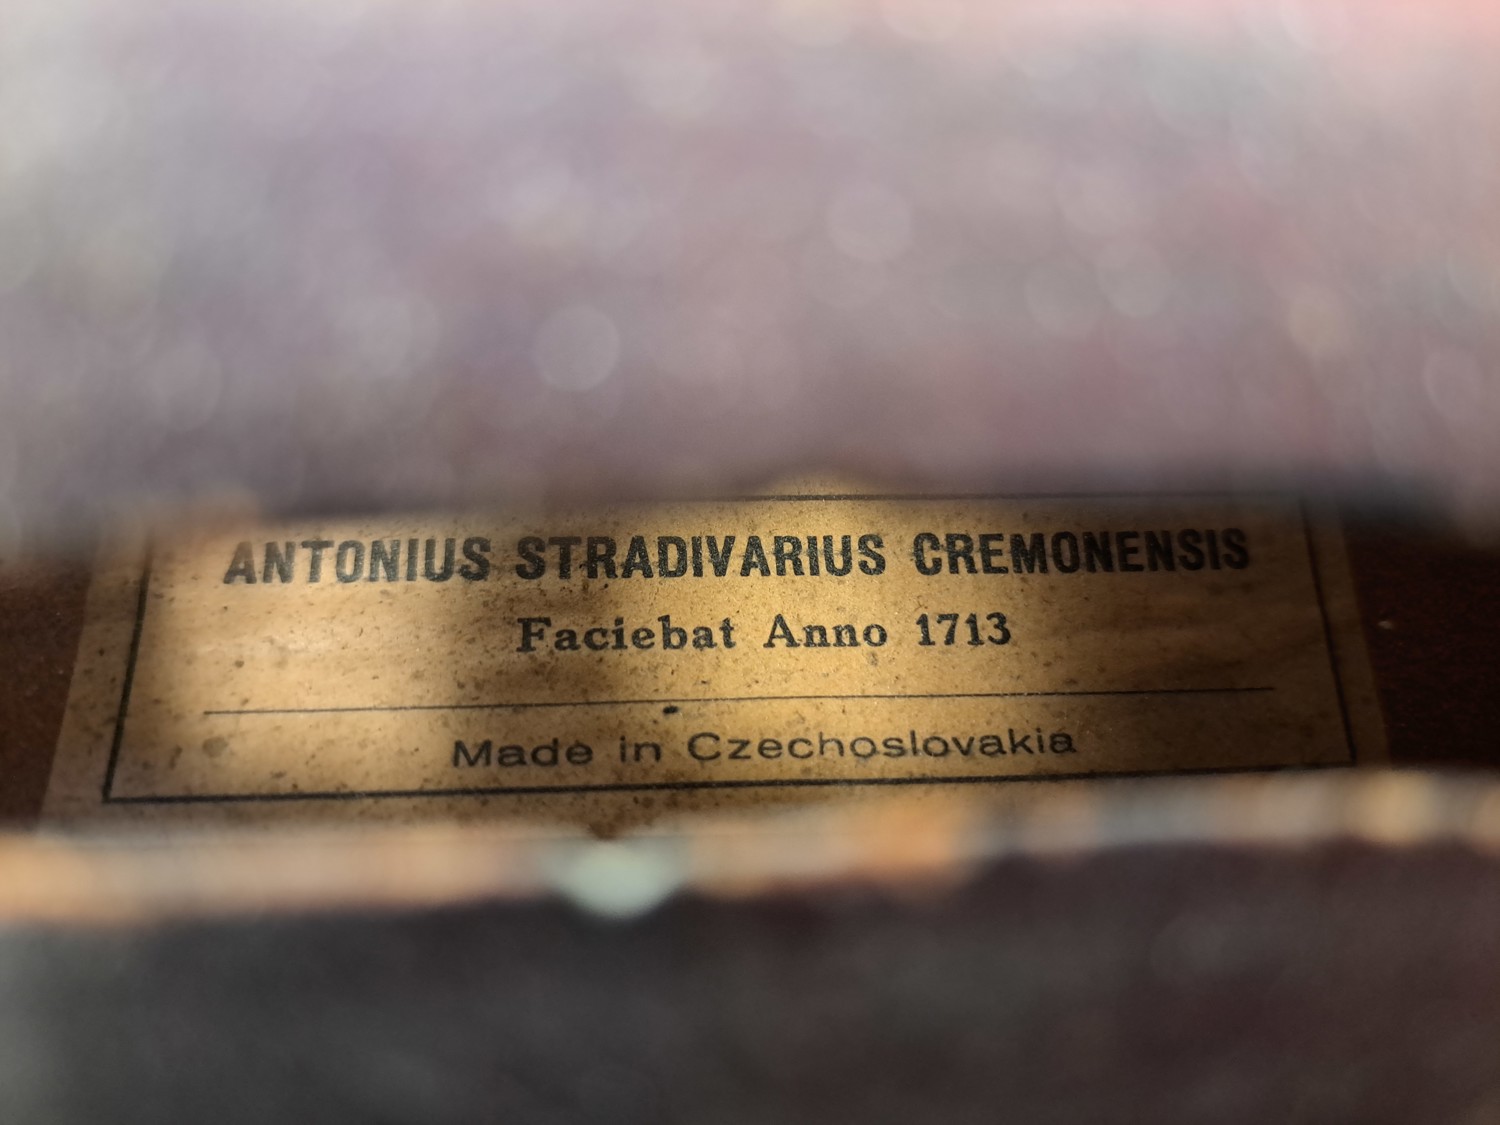 ANTONIUS STRADIVARIUS CREMONENSIS
Faciebat Anno 1713
Made in Czechoslovakia